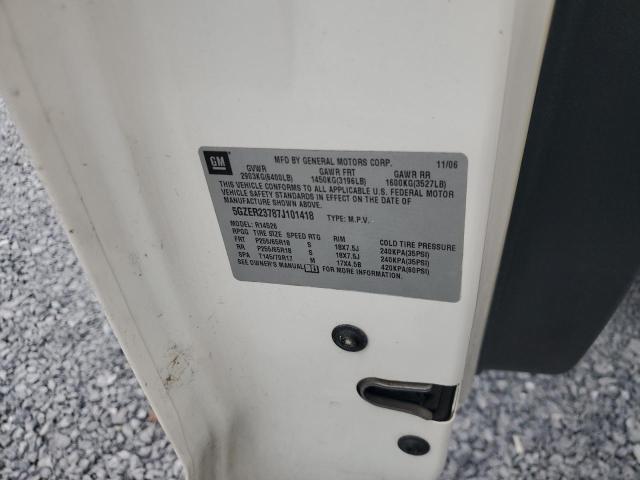 GM
MFD BY GENERAL MOTORS CORP. 11/06
GVWR GAWR FRT GAWR RR
2903KG(6400LB) 1450KG(3196LB) 1600KG(3527LB)
THIS VEHICLE CONFORMS TO ALL APPLICABLE U.S. FEDERAL MOTOR
VEHICLE SAFETY STANDARDS IN EFFECT ON THE DATE OF
MANUFACTURE SHOWN ABOVE.
5GZER23787J101418 TYPE: M.P.V.
MODEL: R14526
RPOG TIRE SIZE SPEED RTG RIM COLD TIRE PRESSURE
FRT P255/65R18 S 18X7.5J 240KPA(35PSI)
RR P255/65R18 S 18X7.5J 240KPA(35PSI)
SPA T145/70R17 M 17X4.5B 420KPA(60PSI)
SEE OWNER'S MANUAL FOR MORE INFORMATION.